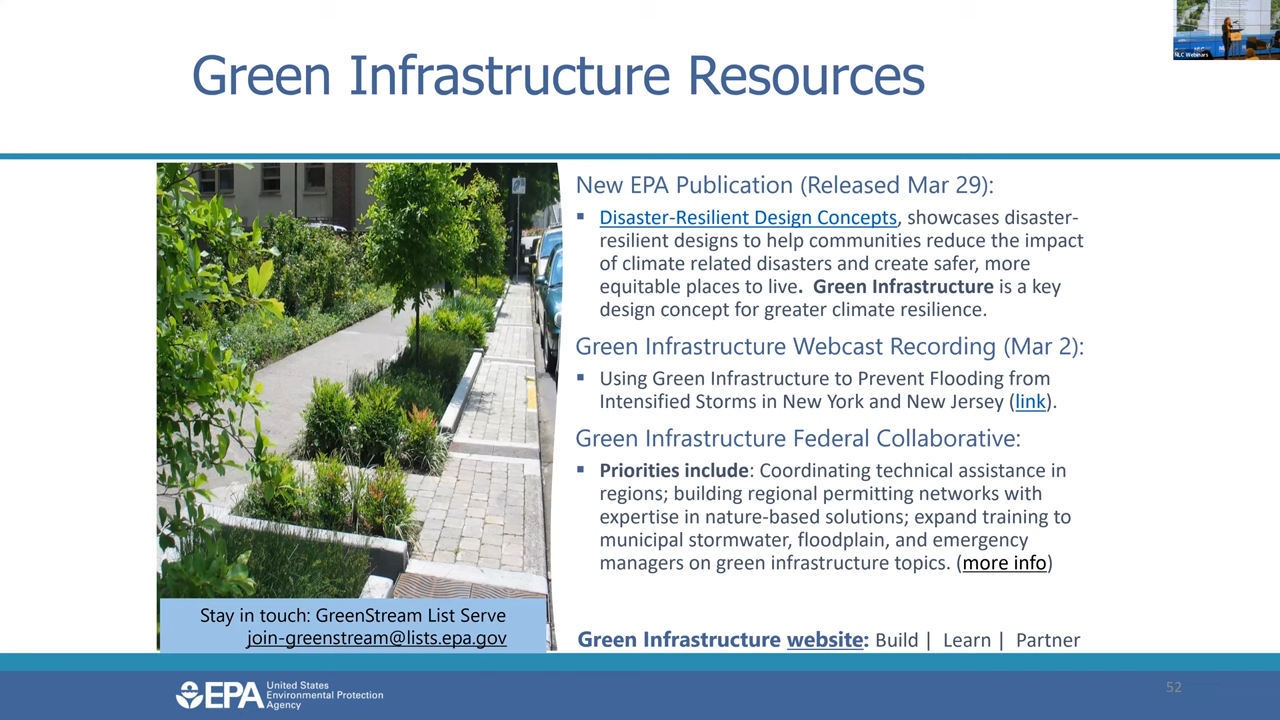 NLC Webinars
Green Infrastructure Resources
New EPA Publication (Released Mar 29):
▪ Disaster-Resilient Design Concepts, showcases disaster-
resilient designs to help communities reduce the impact
of climate related disasters and create safer, more
equitable places to live. Green Infrastructure is a key
design concept for greater climate resilience.
Green Infrastructure Webcast Recording (Mar 2):
▪ Using Green Infrastructure to Prevent Flooding from
Intensified Storms in New York and New Jersey (link).
Green Infrastructure Federal Collaborative:
▪ Priorities include: Coordinating technical assistance in
regions; building regional permitting networks with
expertise in nature-based solutions; expand training to
municipal stormwater, floodplain, and emergency
managers on green infrastructure topics. (more info)
Stay in touch: GreenStream List Serve
join-greenstream@lists.epa.gov
Green Infrastructure website: Build | Learn | Partner
EPA
United States
Environmental Protection
Agency
52